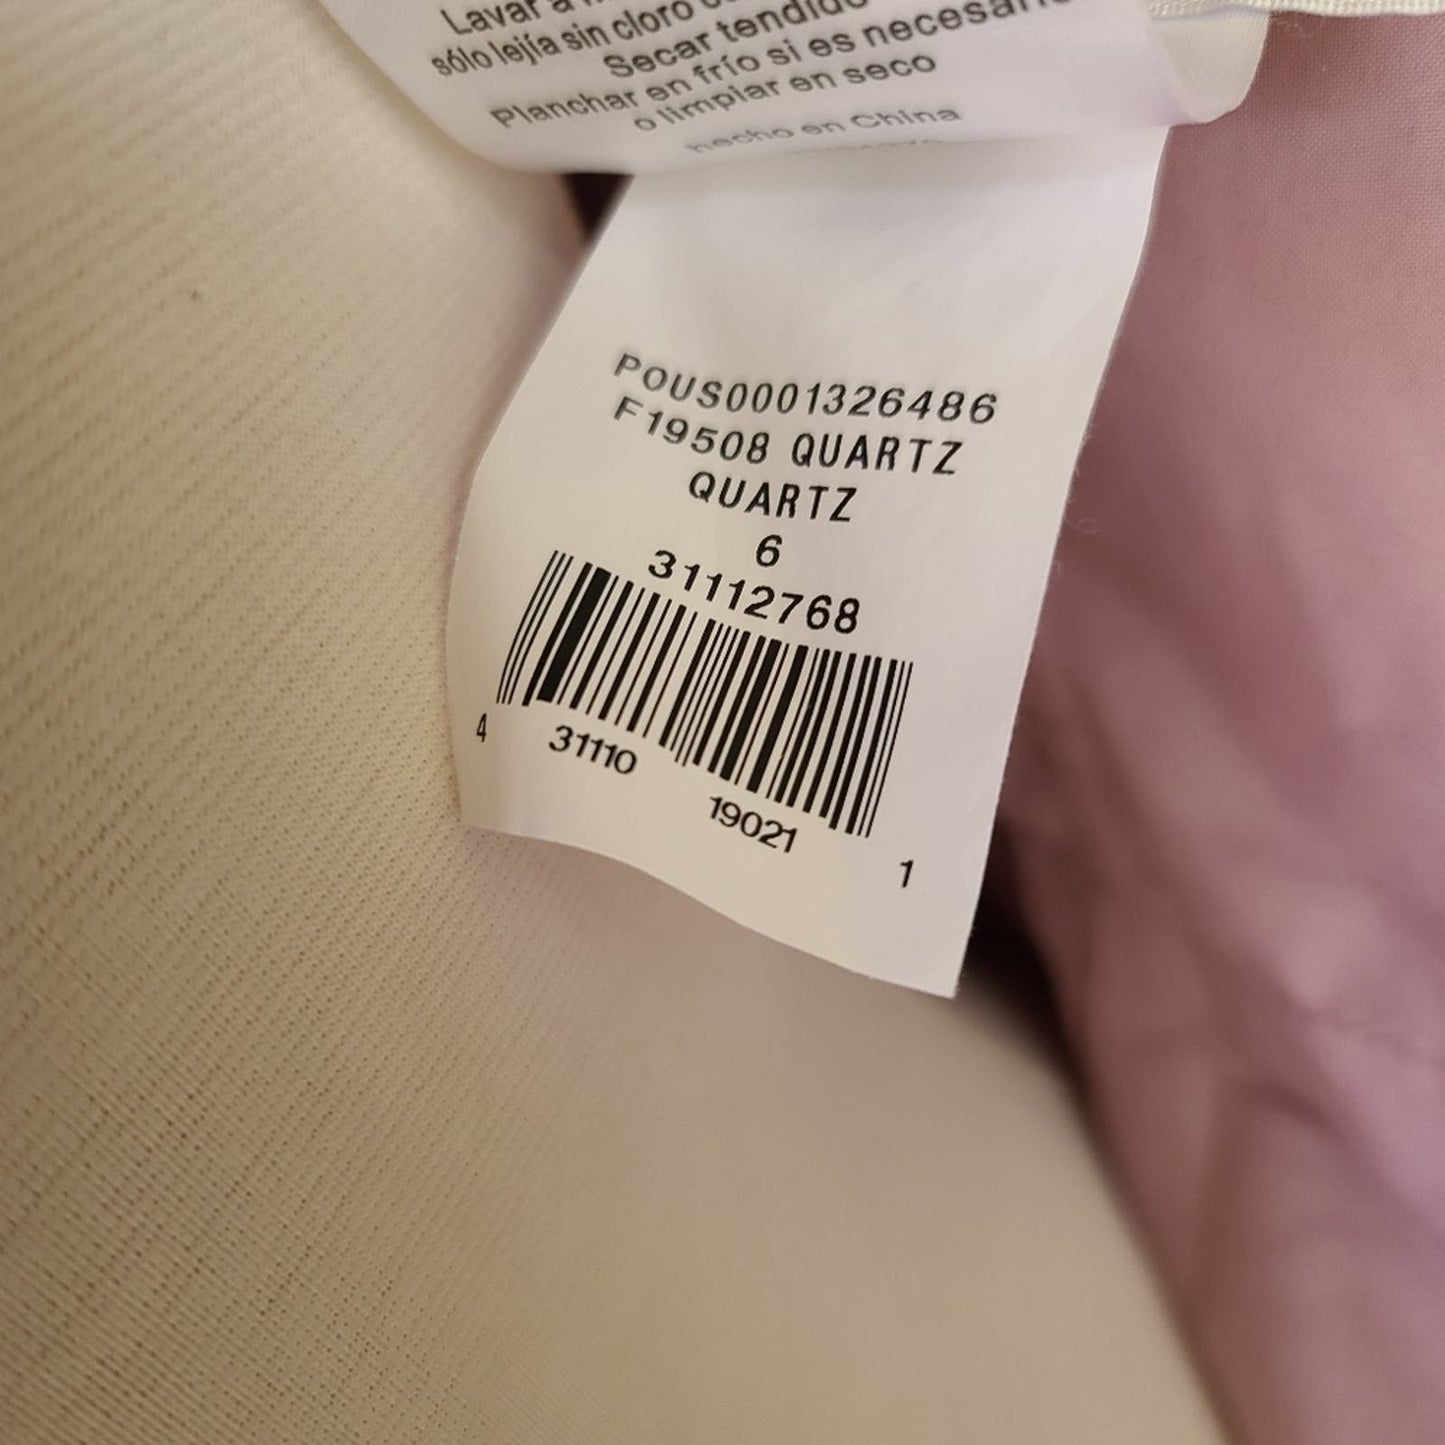 Lavar a
sólo lejía sin cloro
Secar tendido
Planchar en frío si es necesario
o limpiar en seco
hecho en China
POUS0001326486
F19508 QUARTZ
QUARTZ
6
31112768
4 31110 19021 1